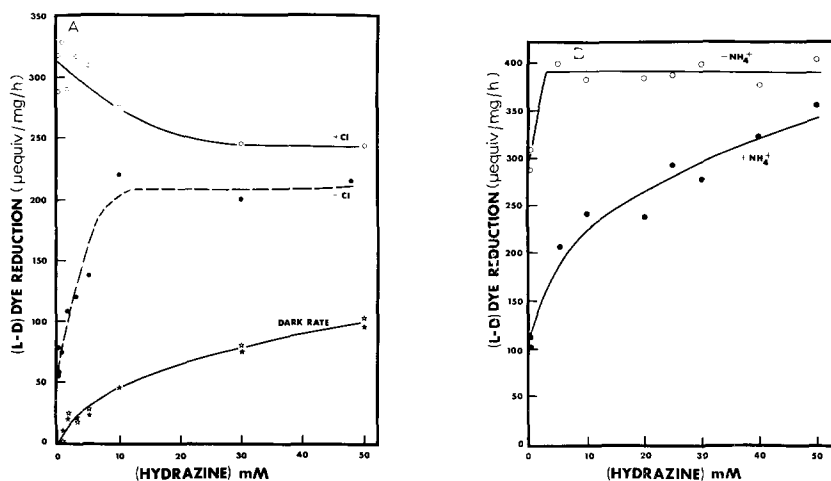 A
350
300
250
200
150
100
50
0
(L-D) DYE REDUCTION (µequiv/mg/h)
+ Cl
- Cl
DARK RATE
0 10 20 30 40 50
(HYDRAZINE) mM
400
350
300
250
200
150
100
50
0
(L-D) DYE REDUCTION (µequiv/mg/h)
- NH₄⁺
+ NH₄⁺
0 10 20 30 40 50
(HYDRAZINE) mM